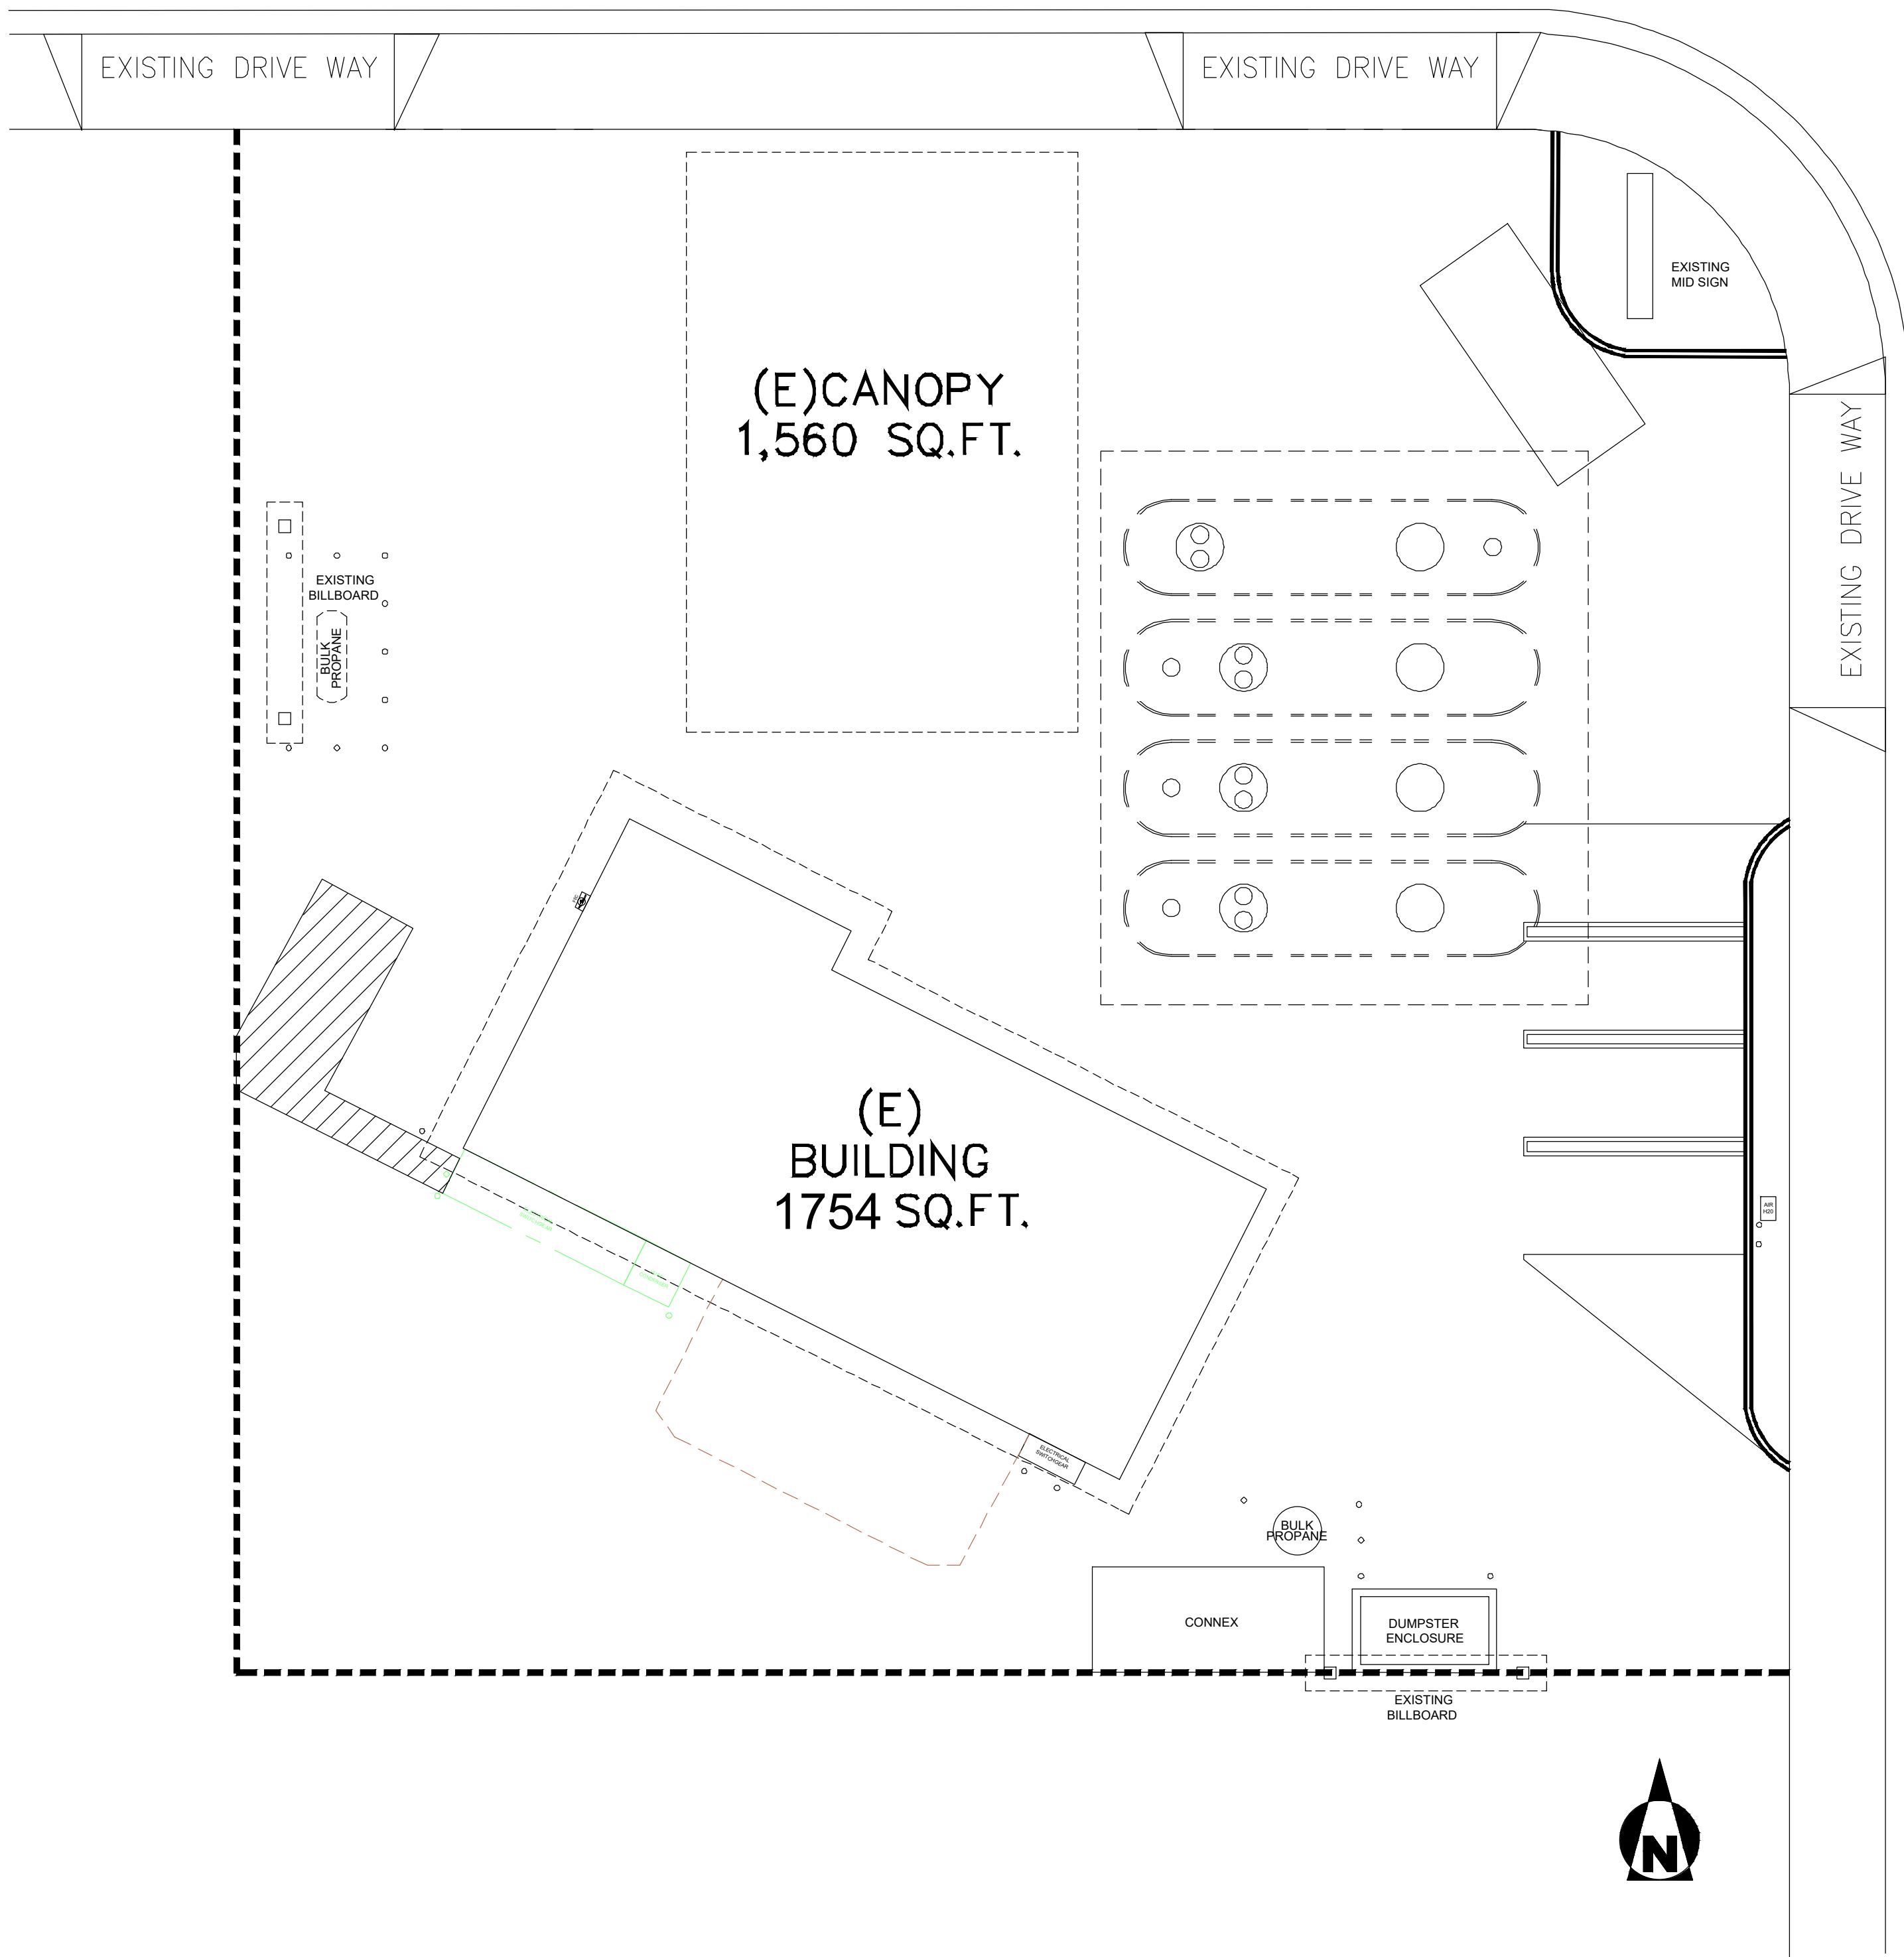 EXISTING DRIVE WAY
EXISTING DRIVE WAY
EXISTING
MID SIGN
(E)CANOPY
1,560 SQ.FT.
EXISTING DRIVE WAY
EXISTING
BILLBOARD
BULK
PROPANE
(E)
BUILDING
1754 SQ.FT.
AIR
H20
SWITCHGEAR
ELECTRICAL
SWITCHGEAR
BULK
PROPANE
CONNEX
DUMPSTER
ENCLOSURE
EXISTING
BILLBOARD
N